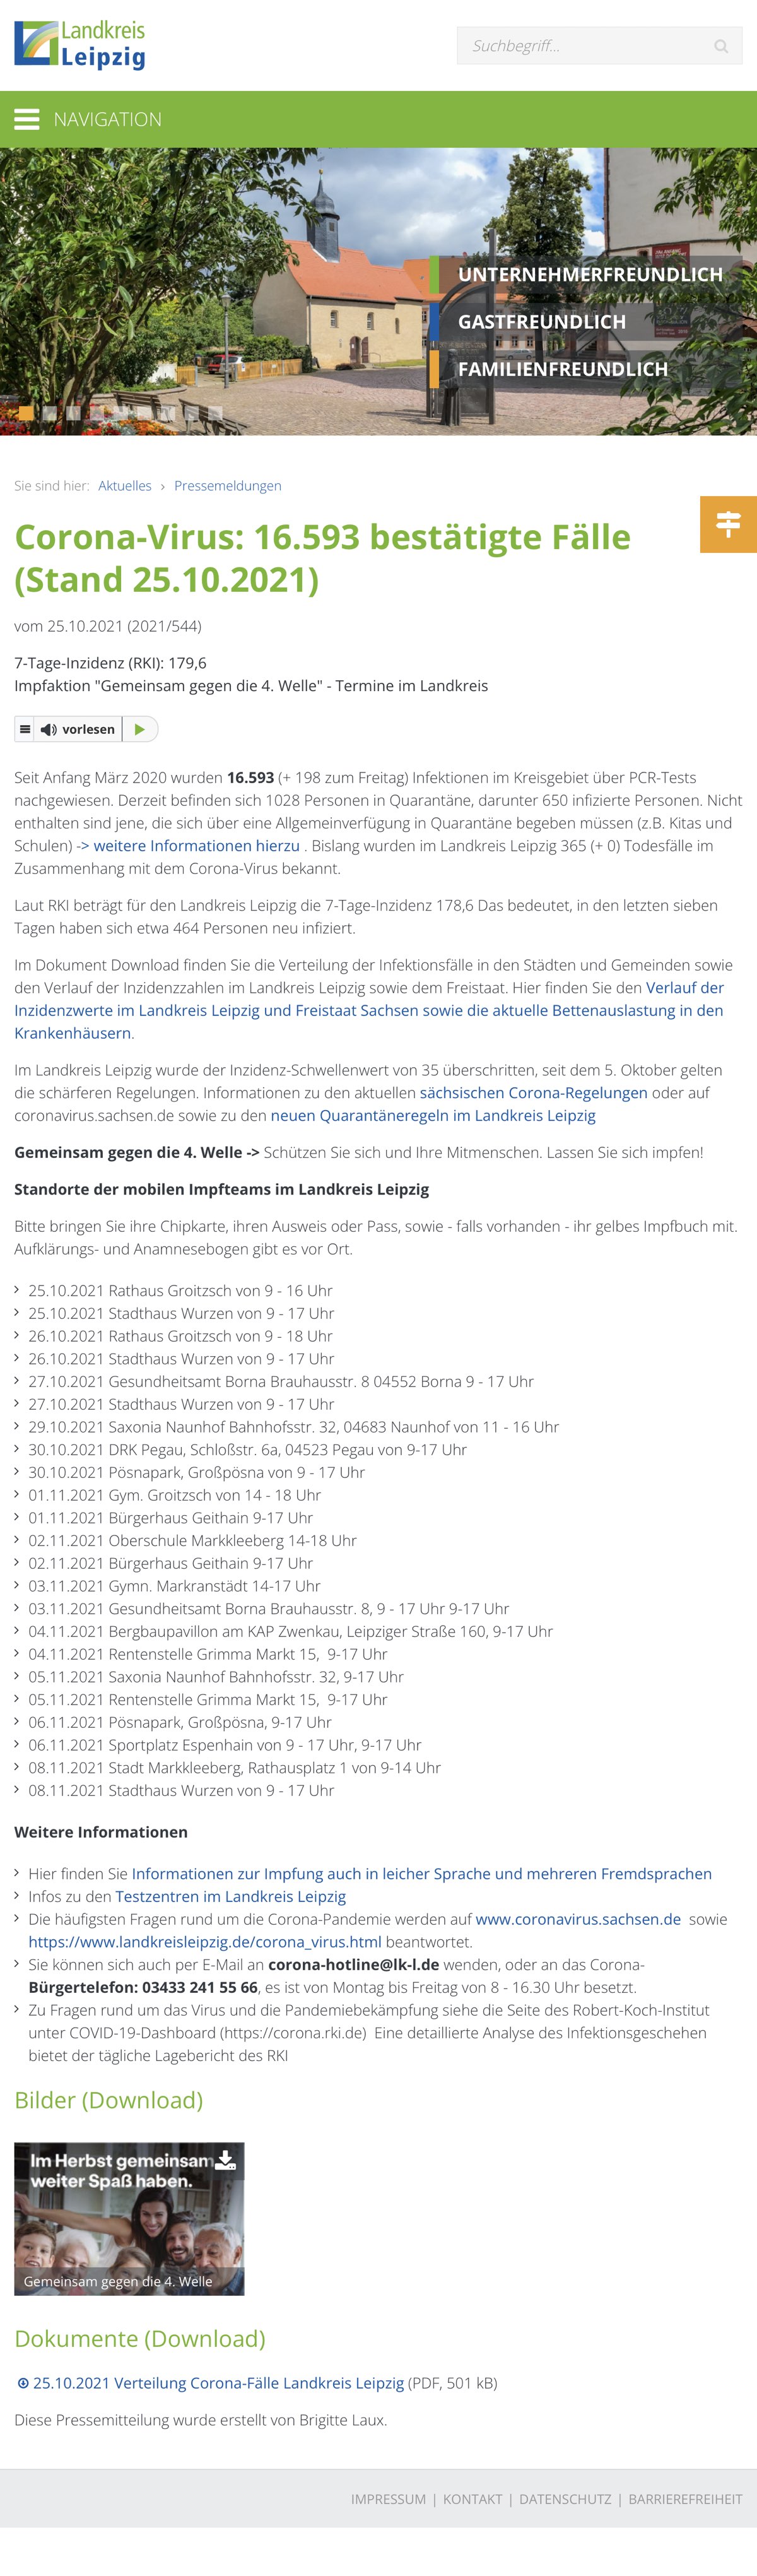 Landkreis
Leipzig
Suchbegriff...
NAVIGATION
UNTERNEHMERFREUNDLICH
GASTFREUNDLICH
FAMILIENFREUNDLICH
Sie sind hier: Aktuelles › Pressemeldungen
Corona-Virus: 16.593 bestätigte Fälle
(Stand 25.10.2021)
vom 25.10.2021 (2021/544)
7-Tage-Inzidenz (RKI): 179,6
Impfaktion "Gemeinsam gegen die 4. Welle" - Termine im Landkreis
vorlesen
Seit Anfang März 2020 wurden 16.593 (+ 198 zum Freitag) Infektionen im Kreisgebiet über PCR-Tests
nachgewiesen. Derzeit befinden sich 1028 Personen in Quarantäne, darunter 650 infizierte Personen. Nicht
enthalten sind jene, die sich über eine Allgemeinverfügung in Quarantäne begeben müssen (z.B. Kitas und
Schulen) -> weitere Informationen hierzu . Bislang wurden im Landkreis Leipzig 365 (+ 0) Todesfälle im
Zusammenhang mit dem Corona-Virus bekannt.
Laut RKI beträgt für den Landkreis Leipzig die 7-Tage-Inzidenz 178,6 Das bedeutet, in den letzten sieben
Tagen haben sich etwa 464 Personen neu infiziert.
Im Dokument Download finden Sie die Verteilung der Infektionsfälle in den Städten und Gemeinden sowie
den Verlauf der Inzidenzzahlen im Landkreis Leipzig sowie dem Freistaat. Hier finden Sie den Verlauf der
Inzidenzwerte im Landkreis Leipzig und Freistaat Sachsen sowie die aktuelle Bettenauslastung in den
Krankenhäusern.
Im Landkreis Leipzig wurde der Inzidenz-Schwellenwert von 35 überschritten, seit dem 5. Oktober gelten
die schärferen Regelungen. Informationen zu den aktuellen sächsischen Corona-Regelungen oder auf
coronavirus.sachsen.de sowie zu den neuen Quarantäneregeln im Landkreis Leipzig
Gemeinsam gegen die 4. Welle -> Schützen Sie sich und Ihre Mitmenschen. Lassen Sie sich impfen!
Standorte der mobilen Impfteams im Landkreis Leipzig
Bitte bringen Sie ihre Chipkarte, ihren Ausweis oder Pass, sowie - falls vorhanden - ihr gelbes Impfbuch mit.
Aufklärungs- und Anamnesebogen gibt es vor Ort.
› 25.10.2021 Rathaus Groitzsch von 9 - 16 Uhr
› 25.10.2021 Stadthaus Wurzen von 9 - 17 Uhr
› 26.10.2021 Rathaus Groitzsch von 9 - 18 Uhr
› 26.10.2021 Stadthaus Wurzen von 9 - 17 Uhr
› 27.10.2021 Gesundheitsamt Borna Brauhausstr. 8 04552 Borna 9 - 17 Uhr
› 27.10.2021 Stadthaus Wurzen von 9 - 17 Uhr
› 29.10.2021 Saxonia Naunhof Bahnhofsstr. 32, 04683 Naunhof von 11 - 16 Uhr
› 30.10.2021 DRK Pegau, Schloßstr. 6a, 04523 Pegau von 9-17 Uhr
› 30.10.2021 Pösnapark, Großpösna von 9 - 17 Uhr
› 01.11.2021 Gym. Groitzsch von 14 - 18 Uhr
› 01.11.2021 Bürgerhaus Geithain 9-17 Uhr
› 02.11.2021 Oberschule Markkleeberg 14-18 Uhr
› 02.11.2021 Bürgerhaus Geithain 9-17 Uhr
› 03.11.2021 Gymn. Markranstädt 14-17 Uhr
› 03.11.2021 Gesundheitsamt Borna Brauhausstr. 8, 9 - 17 Uhr 9-17 Uhr
› 04.11.2021 Bergbaupavillon am KAP Zwenkau, Leipziger Straße 160, 9-17 Uhr
› 04.11.2021 Rentenstelle Grimma Markt 15, 9-17 Uhr
› 05.11.2021 Saxonia Naunhof Bahnhofsstr. 32, 9-17 Uhr
› 05.11.2021 Rentenstelle Grimma Markt 15, 9-17 Uhr
› 06.11.2021 Pösnapark, Großpösna, 9-17 Uhr
› 06.11.2021 Sportplatz Espenhain von 9 - 17 Uhr, 9-17 Uhr
› 08.11.2021 Stadt Markkleeberg, Rathausplatz 1 von 9-14 Uhr
› 08.11.2021 Stadthaus Wurzen von 9 - 17 Uhr
Weitere Informationen
› Hier finden Sie Informationen zur Impfung auch in leicher Sprache und mehreren Fremdsprachen
› Infos zu den Testzentren im Landkreis Leipzig
› Die häufigsten Fragen rund um die Corona-Pandemie werden auf www.coronavirus.sachsen.de sowie
https://www.landkreisleipzig.de/corona_virus.html beantwortet.
› Sie können sich auch per E-Mail an corona-hotline@lk-l.de wenden, oder an das Corona-
Bürgertelefon: 03433 241 55 66, es ist von Montag bis Freitag von 8 - 16.30 Uhr besetzt.
› Zu Fragen rund um das Virus und die Pandemiebekämpfung siehe die Seite des Robert-Koch-Institut
unter COVID-19-Dashboard (https://corona.rki.de) Eine detaillierte Analyse des Infektionsgeschehen
bietet der tägliche Lagebericht des RKI
Bilder (Download)
Im Herbst gemeinsam
weiter Spaß haben.
Gemeinsam gegen die 4. Welle
Dokumente (Download)
25.10.2021 Verteilung Corona-Fälle Landkreis Leipzig (PDF, 501 kB)
Diese Pressemitteilung wurde erstellt von Brigitte Laux.
IMPRESSUM | KONTAKT | DATENSCHUTZ | BARRIEREFREIHEIT